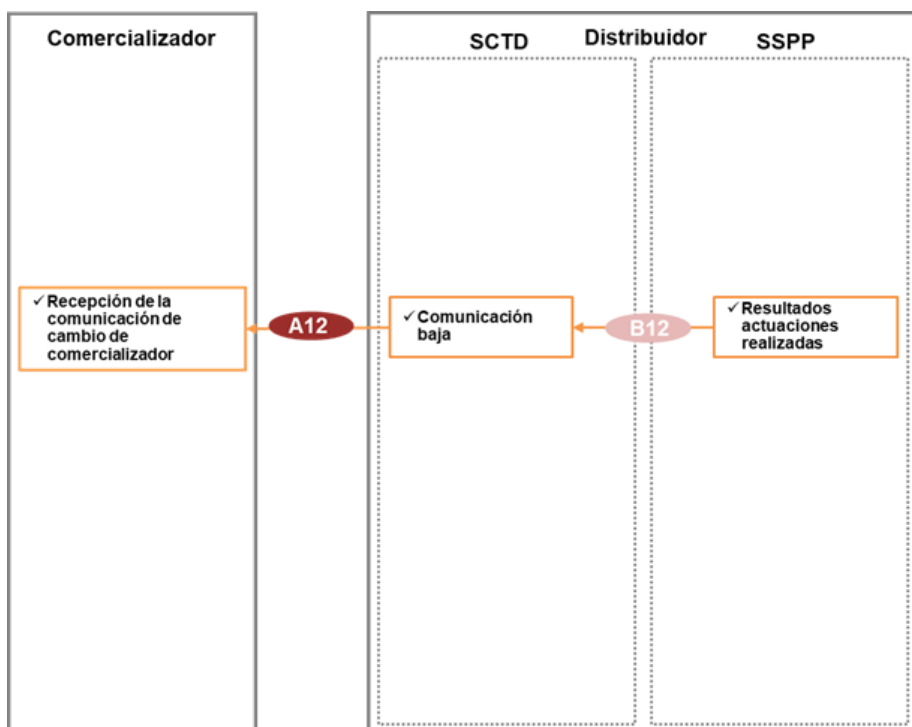 Comercializador
Distribuidor
SCTD
SSPP
✓ Recepción de la
comunicación de
cambio de
comercializador
A12
✓ Comunicación
baja
B12
✓ Resultados
actuaciones
realizadas